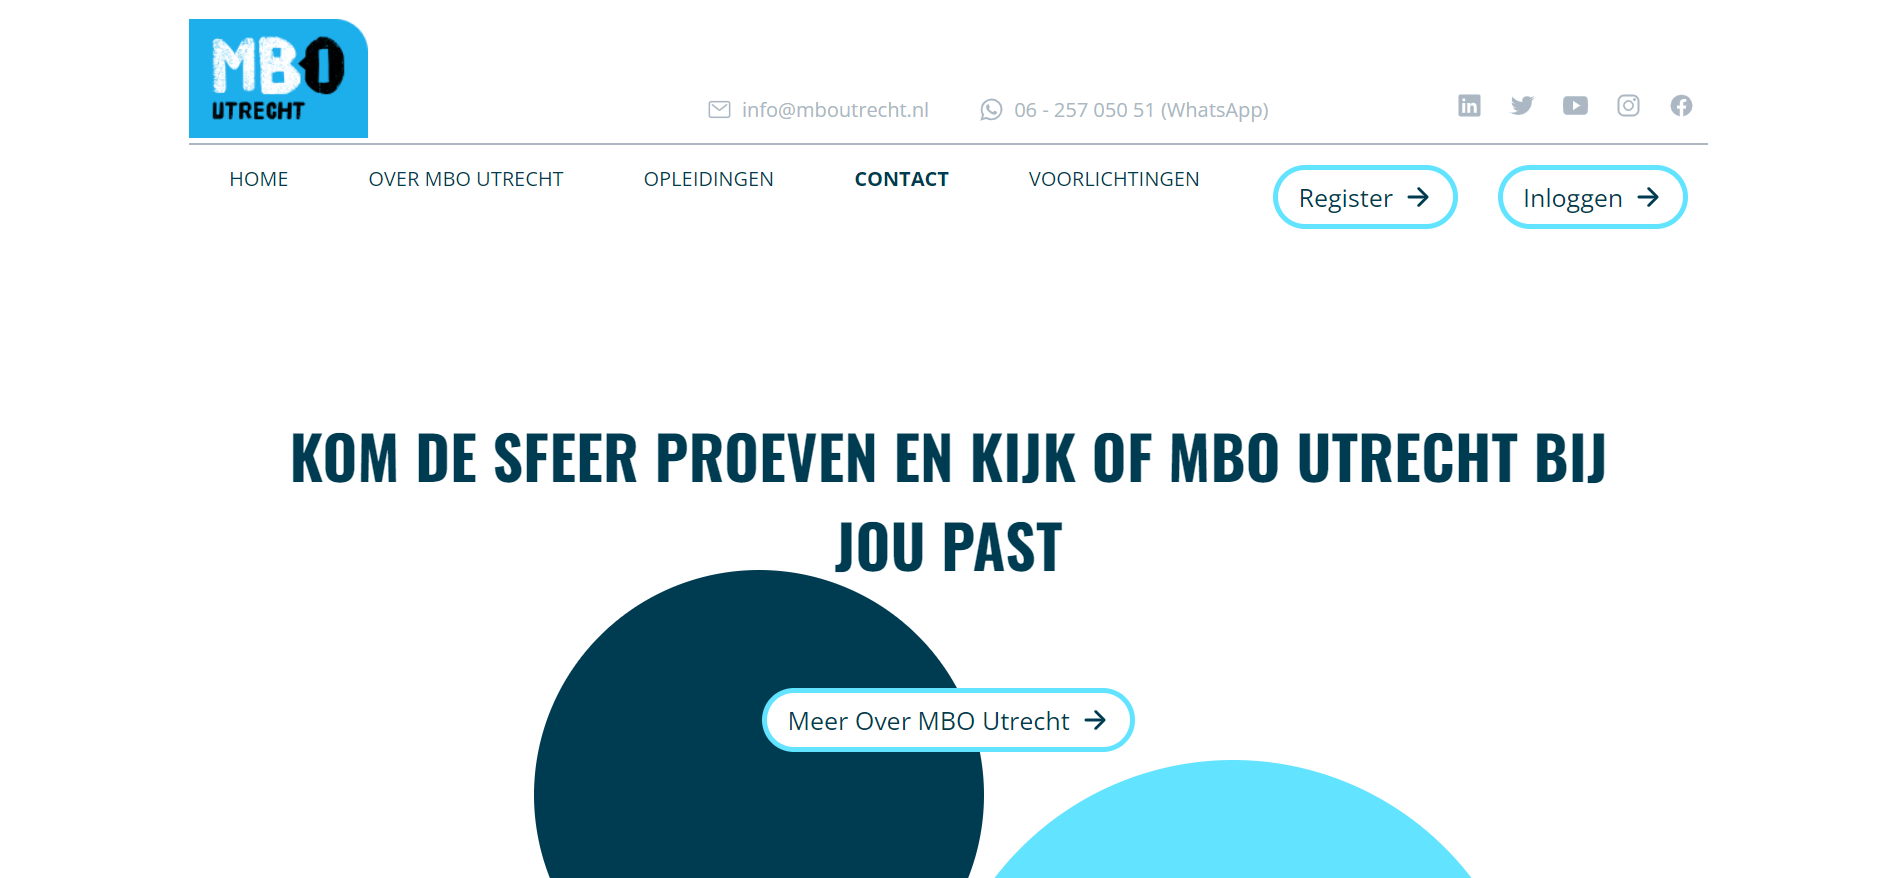 MBO
UTRECHT
info@mboutrecht.nl
06 - 257 050 51 (WhatsApp)
HOME
OVER MBO UTRECHT
OPLEIDINGEN
CONTACT
VOORLICHTINGEN
Register
Inloggen
KOM DE SFEER PROEVEN EN KIJK OF MBO UTRECHT BIJ
JOU PAST
Meer Over MBO Utrecht